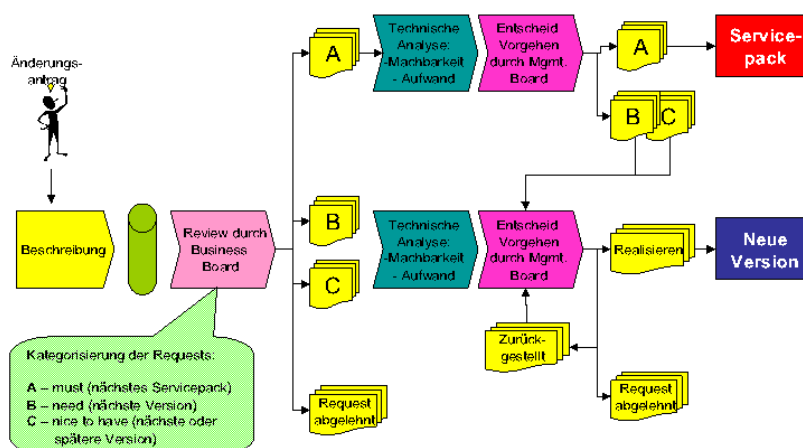 Änderungs-
antrag
Beschreibung
Review durch
Business
Board
Kategorisierung der Requests:
A – must (nächstes Servicepack)
B – need (nächste Version)
C – nice to have (nächste oder
spätere Version)
A
Technische
Analyse:
-Machbarkeit
- Aufwand
Entscheid
Vorgehen
durch Mgmt.
Board
A
Service-
pack
B
C
B
C
Technische
Analyse:
-Machbarkeit
- Aufwand
Entscheid
Vorgehen
durch Mgmt.
Board
Realisieren
Neue
Version
Zurück-
gestellt
Request
abgelehnt
Request
abgelehnt